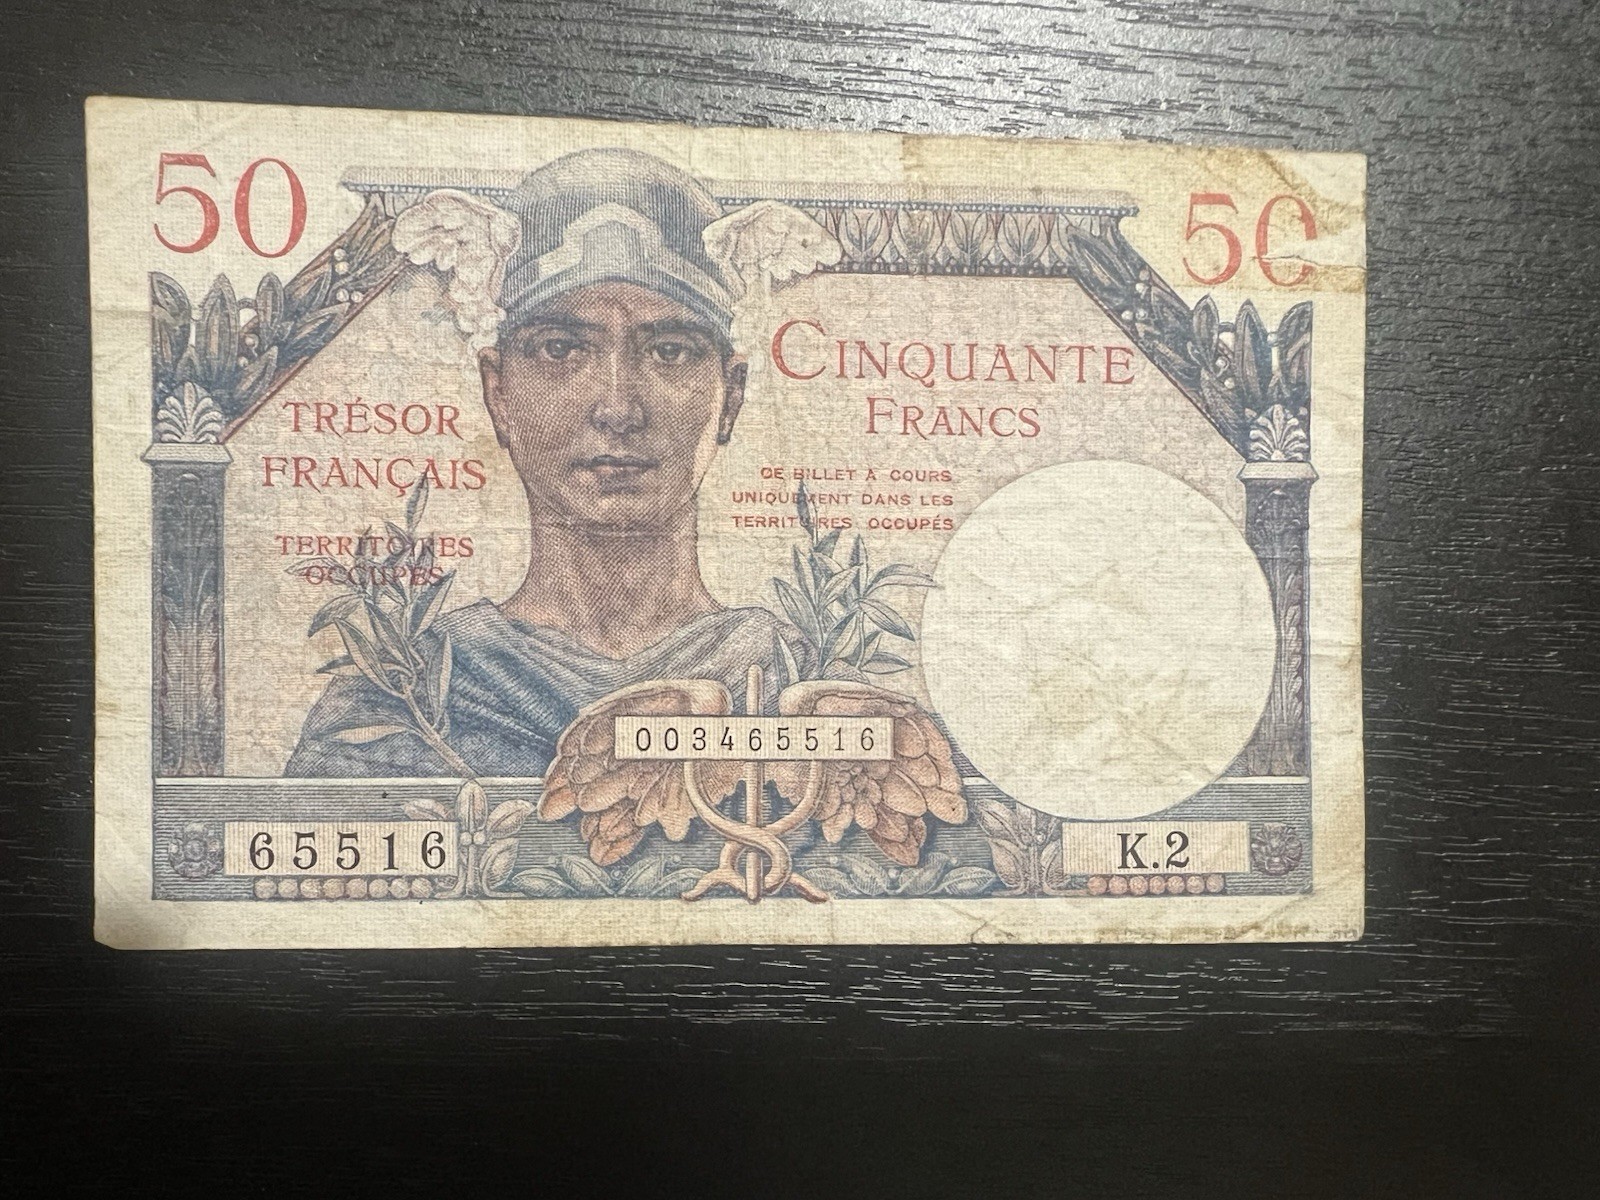 50
50
CINQUANTE
FRANCS
TRÉSOR
FRANÇAIS
TERRITOIRES
OCCUPÉS
CE BILLET A COURS
UNIQUEMENT DANS LES
TERRITOIRES OCCUPÉS
003465516
65516
K.2